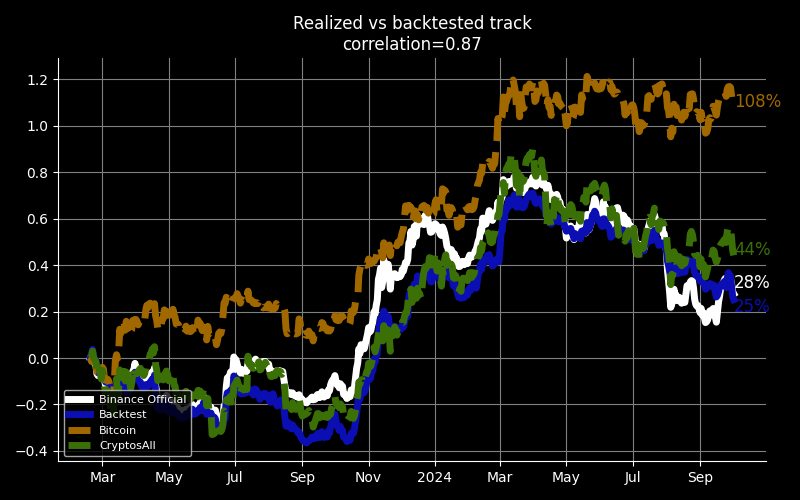 Realized vs backtested track
correlation=0.87
1.2
1.0
0.8
0.6
0.4
0.2
0.0
−0.2
−0.4
108%
44%
28%
25%
Binance Official
Backtest
Bitcoin
CryptosAll
Mar May Jul Sep Nov 2024 Mar May Jul Sep